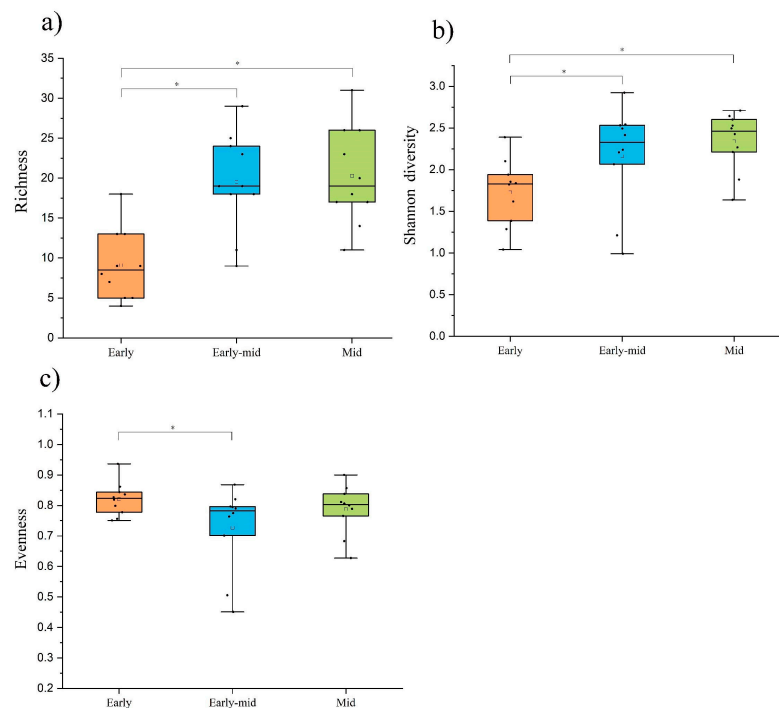 a)
Richness
35
30
25
20
15
10
5
0
*
*
Early
Early-mid
Mid
b)
Shannon diversity
3.0
2.5
2.0
1.5
1.0
0.5
0.0
*
*
Early
Early-mid
Mid
c)
Evenness
1.1
1.0
0.9
0.8
0.7
0.6
0.5
0.4
0.3
0.2
*
Early
Early-mid
Mid